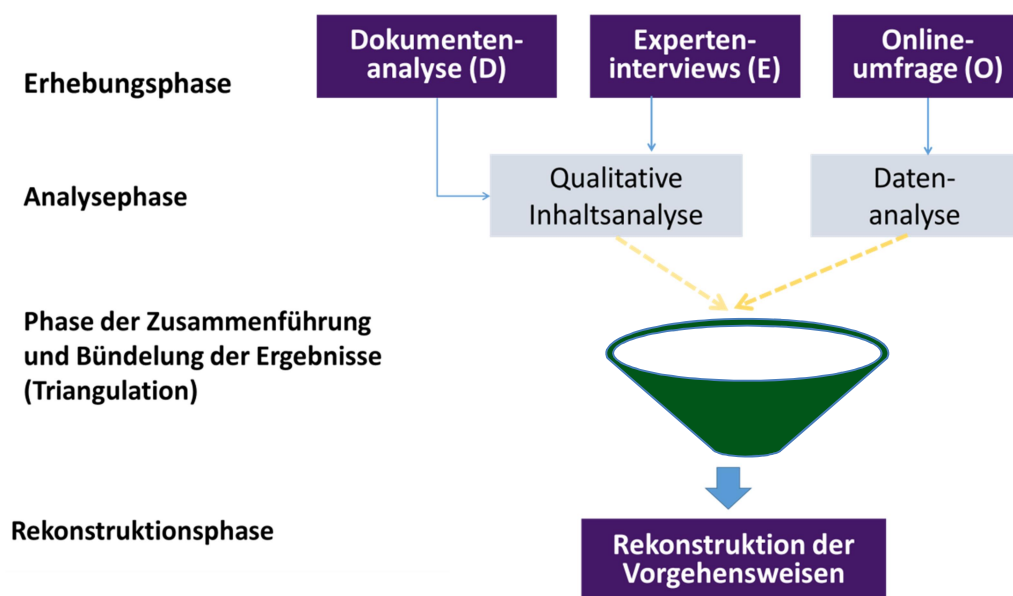 Erhebungsphase
Dokumenten-
analyse (D)
Experten-
interviews (E)
Online-
umfrage (O)
Analysephase
Qualitative
Inhaltsanalyse
Daten-
analyse
Phase der Zusammenführung
und Bündelung der Ergebnisse
(Triangulation)
Rekonstruktionsphase
Rekonstruktion der
Vorgehensweisen